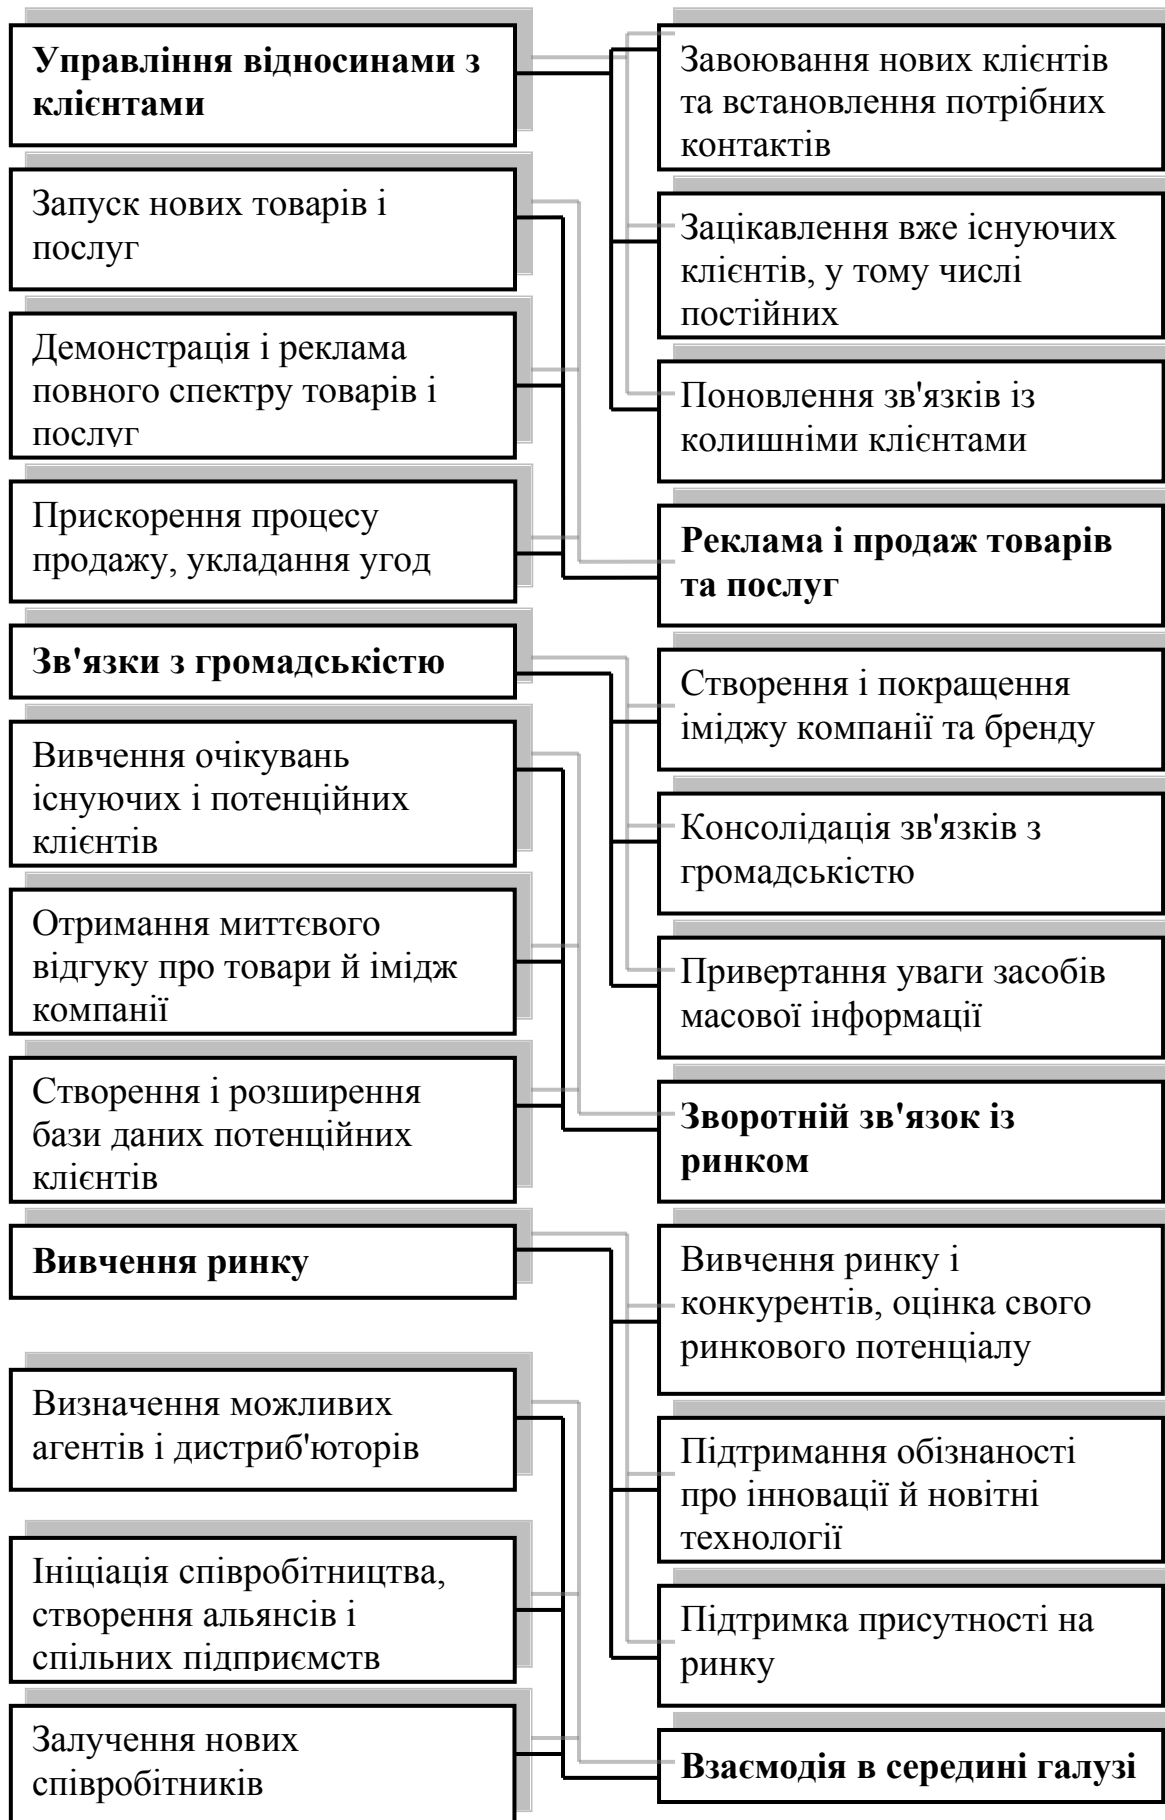 Управління відносинами з
клієнтами
Завоювання нових клієнтів
та встановлення потрібних
контактів
Запуск нових товарів і
послуг
Зацікавлення вже існуючих
клієнтів, у тому числі
постійних
Демонстрація і реклама
повного спектру товарів і
послуг
Поновлення зв'язків із
колишніми клієнтами
Прискорення процесу
продажу, укладання угод
Реклама і продаж товарів
та послуг
Зв'язки з громадськістю
Створення і покращення
іміджу компанії та бренду
Вивчення очікувань
існуючих і потенційних
клієнтів
Консолідація зв'язків з
громадськістю
Отримання миттєвого
відгуку про товари й імідж
компанії
Привертання уваги засобів
масової інформації
Створення і розширення
бази даних потенційних
клієнтів
Зворотній зв'язок із
ринком
Вивчення ринку
Вивчення ринку і
конкурентів, оцінка свого
ринкового потенціалу
Визначення можливих
агентів і дистриб'юторів
Підтримання обізнаності
про інновації й новітні
технології
Ініціація співробітництва,
створення альянсів і
спільних підприємств
Підтримка присутності на
ринку
Залучення нових
співробітників
Взаємодія в середині галузі